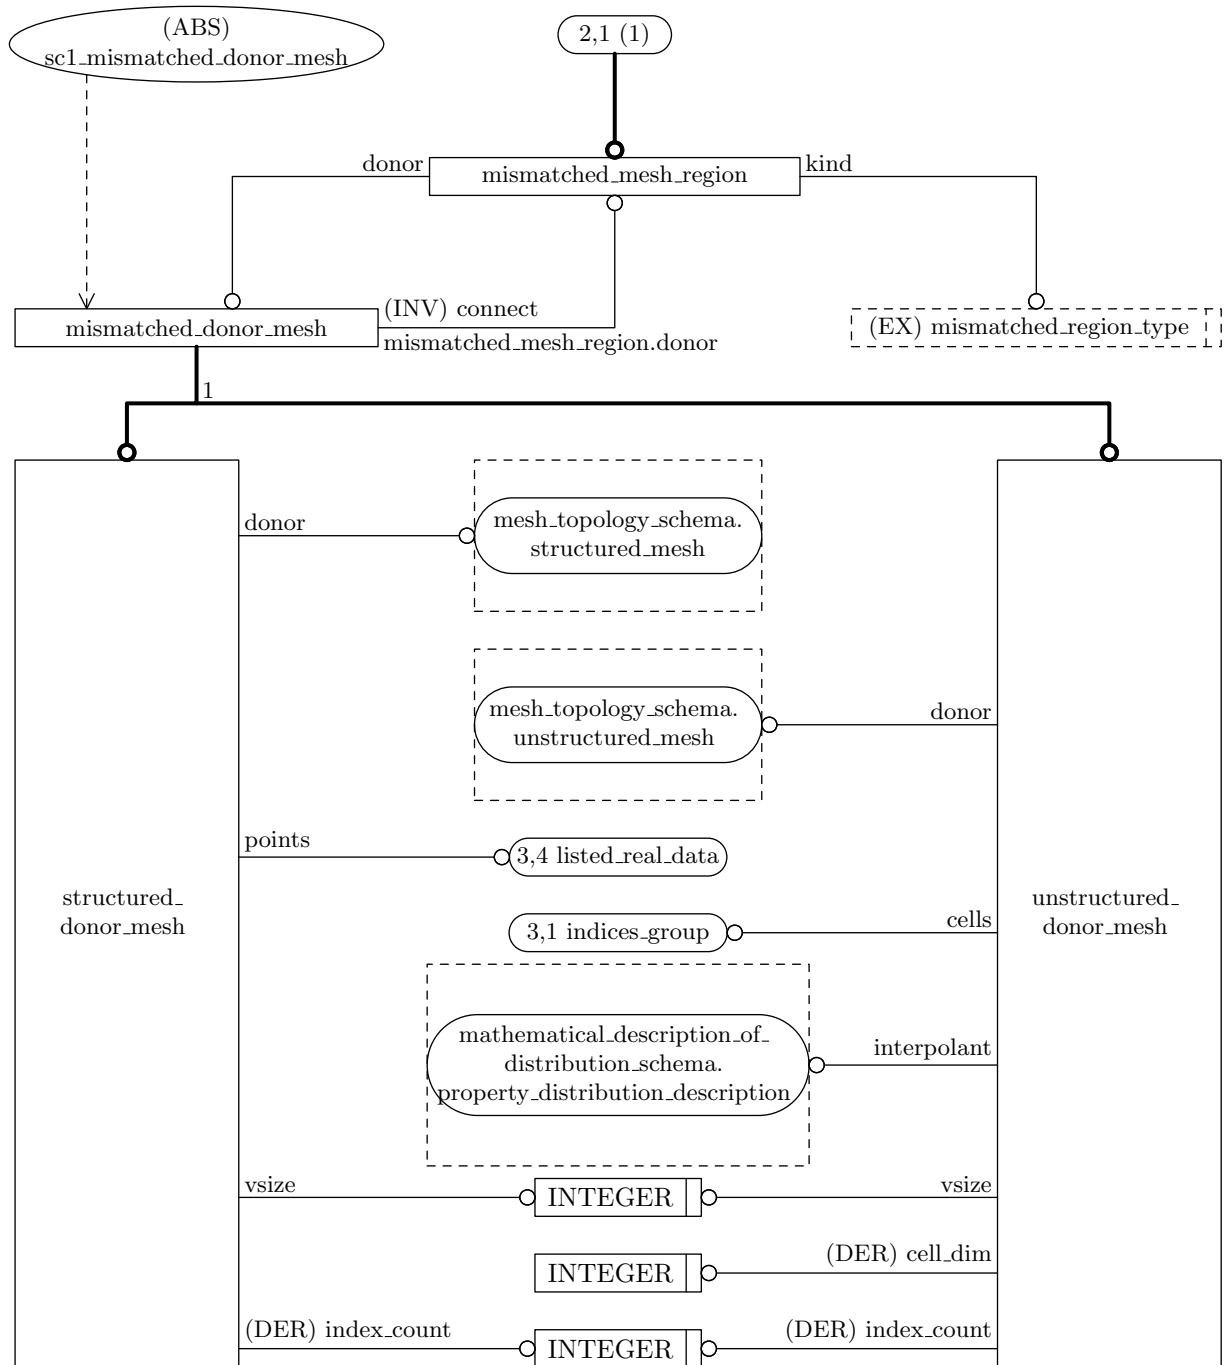 (ABS)
sc1_mismatched_donor_mesh
2,1 (1)
donor
mismatched_mesh_region
kind
mismatched_donor_mesh
(INV) connect
mismatched_mesh_region.donor
(EX) mismatched_region_type
1
donor
mesh_topology_schema.
structured_mesh
mesh_topology_schema.
unstructured_mesh
donor
points
3,4 listed_real_data
structured_
donor_mesh
unstructured_
donor_mesh
3,1 indices_group
cells
mathematical_description_of_
distribution_schema.
property_distribution_description
interpolant
vsize
INTEGER
vsize
INTEGER
(DER) cell_dim
(DER) index_count
INTEGER
(DER) index_count